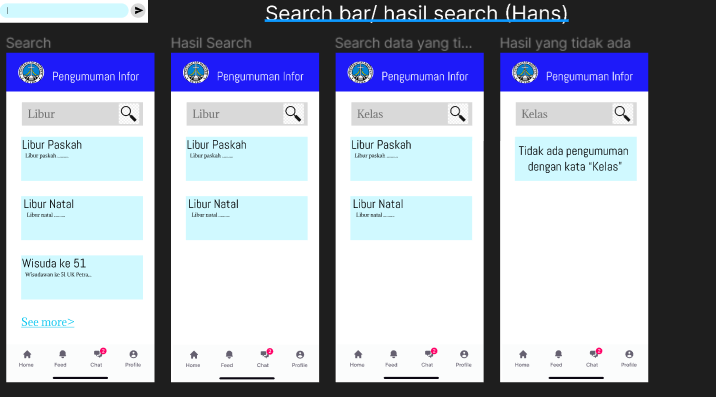 Search bar/ hasil search (Hans)
Search
Pengumuman Infor
Libur
Libur Paskah
Libur paskah ........
Libur Natal
Libur natal ........
Wisuda ke 51
Wisudawan ke 51 UK Petra...
See more>
Home
Feed
2
Chat
Profile
Hasil Search
Pengumuman Infor
Libur
Libur Paskah
Libur paskah ........
Libur Natal
Libur natal ........
Home
Feed
2
Chat
Profile
Search data yang ti...
Pengumuman Infor
Kelas
Libur Paskah
Libur paskah ........
Libur Natal
Libur natal ........
Home
Feed
2
Chat
Profile
Hasil yang tidak ada
Pengumuman Infor
Kelas
Tidak ada pengumuman
dengan kata “Kelas”
Home
Feed
2
Chat
Profile